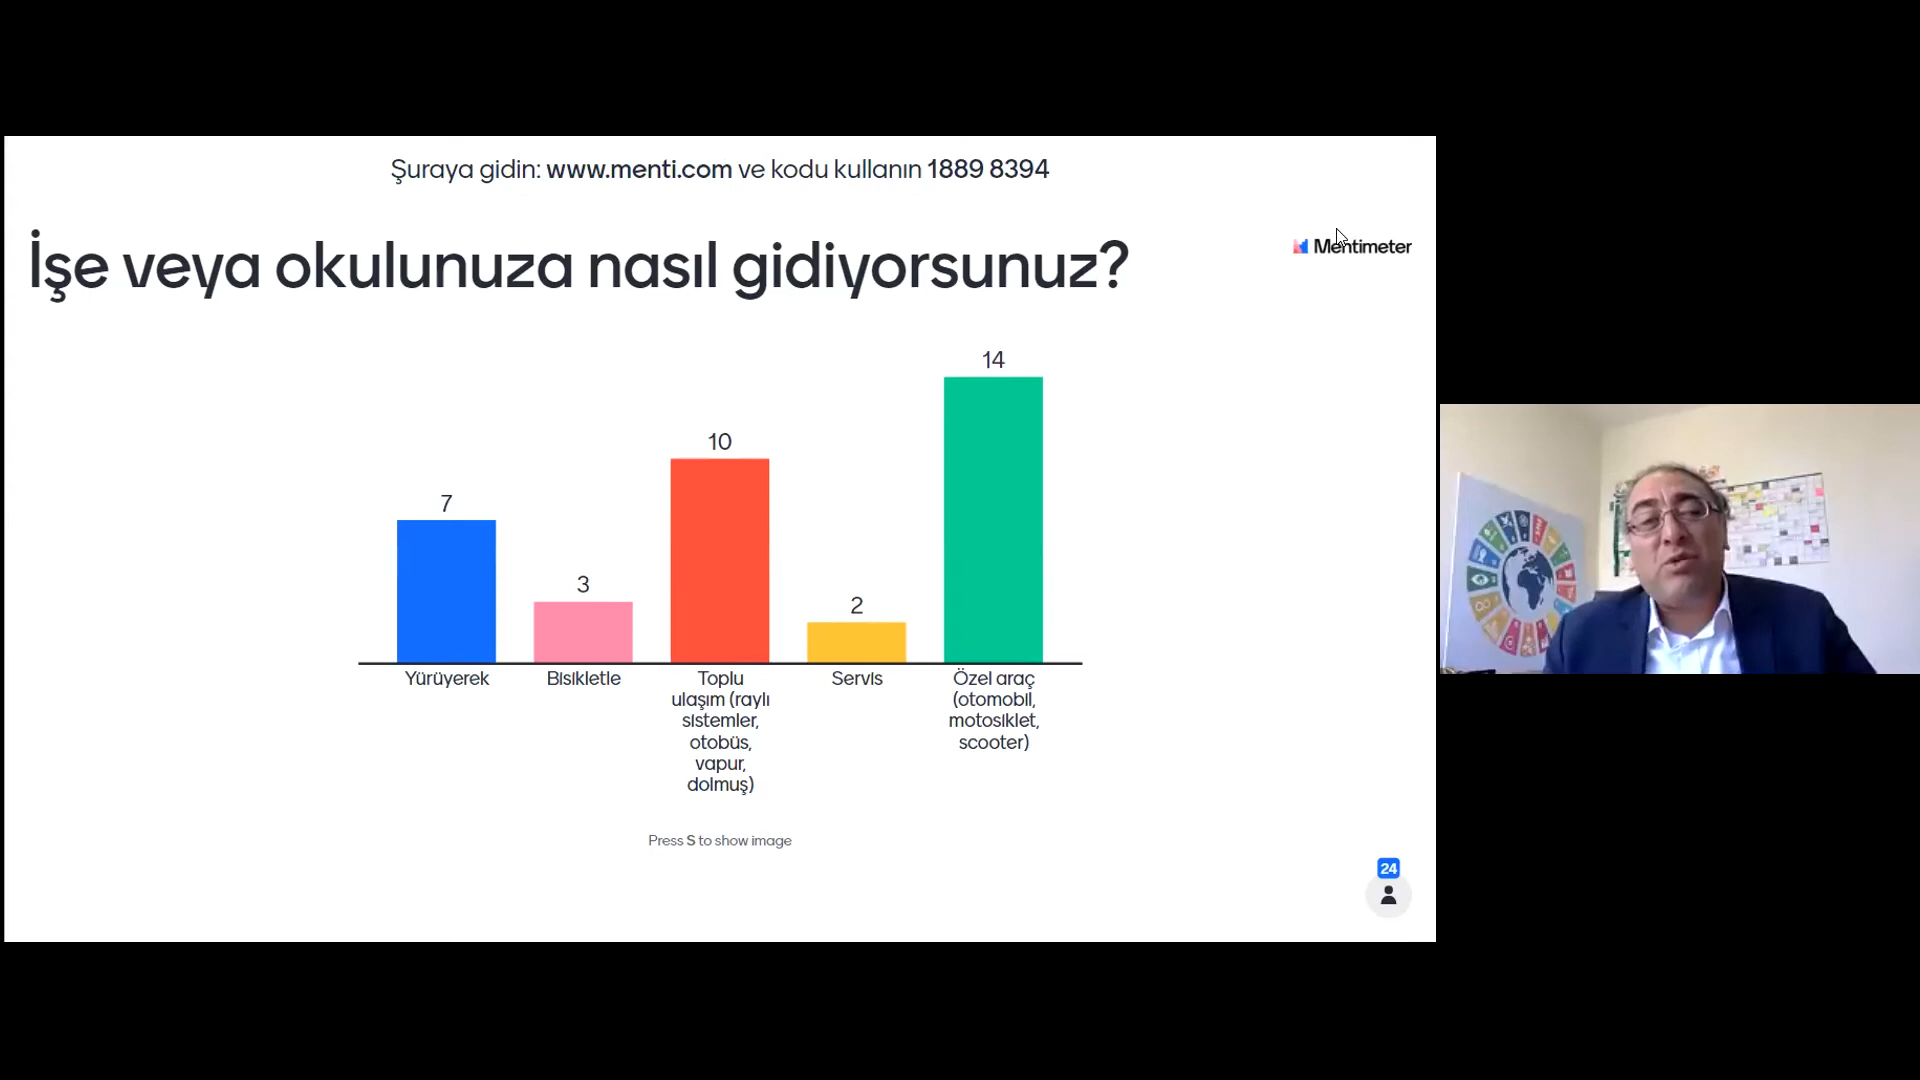 Şuraya gidin: www.menti.com ve kodu kullanın 1889 8394
İşe veya okulunuza nasıl gidiyorsunuz?
Mentimeter
7
3
10
2
14
Yürüyerek
Bisikletle
Toplu
ulaşım (raylı
sistemler,
otobüs,
vapur,
dolmuş)
Servis
Özel araç
(otomobil,
motosiklet,
scooter)
Press S to show image
24